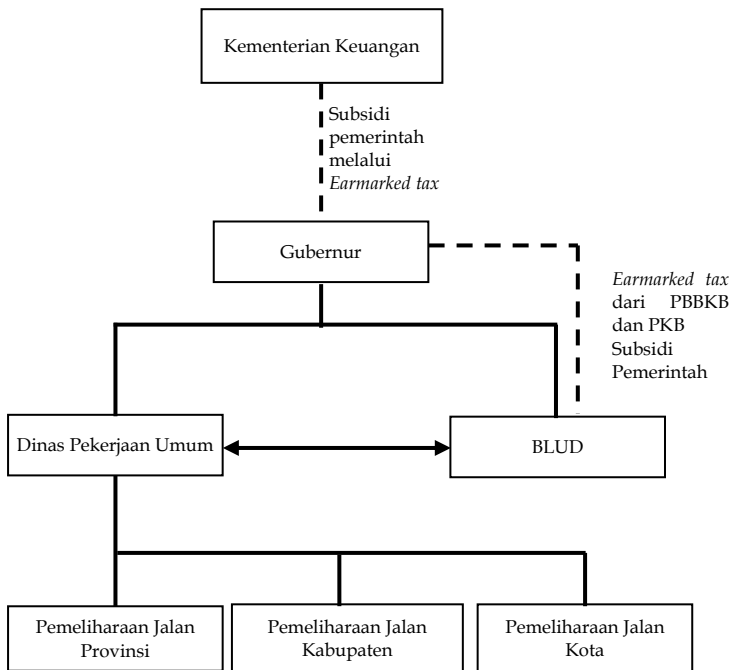 Kementerian Keuangan
Subsidi
pemerintah
melalui
Earmarked tax
Gubernur
Earmarked tax
dari PBBKB
dan PKB
Subsidi
Pemerintah
Dinas Pekerjaan Umum
BLUD
Pemeliharaan Jalan
Provinsi
Pemeliharaan Jalan
Kabupaten
Pemeliharaan Jalan
Kota